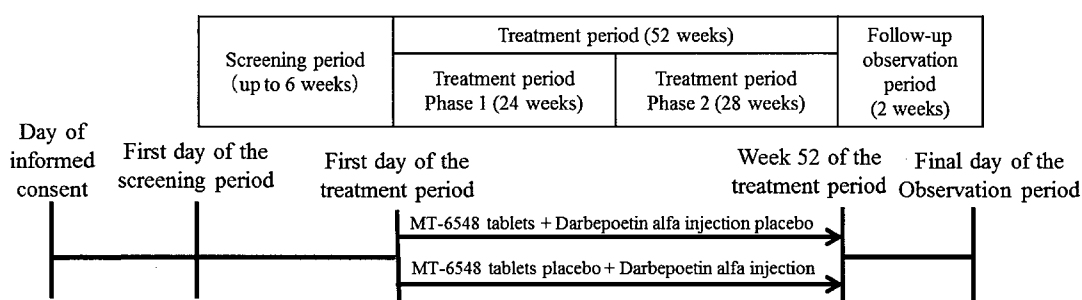 Screening period
(up to 6 weeks)
Treatment period (52 weeks)
Treatment period
Phase 1 (24 weeks)
Treatment period
Phase 2 (28 weeks)
Follow-up
observation
period
(2 weeks)
Day of
informed
consent
First day of the
screening period
First day of the
treatment period
Week 52 of the
treatment period
Final day of the
Observation period
MT-6548 tablets + Darbepoetin alfa injection placebo
MT-6548 tablets placebo + Darbepoetin alfa injection